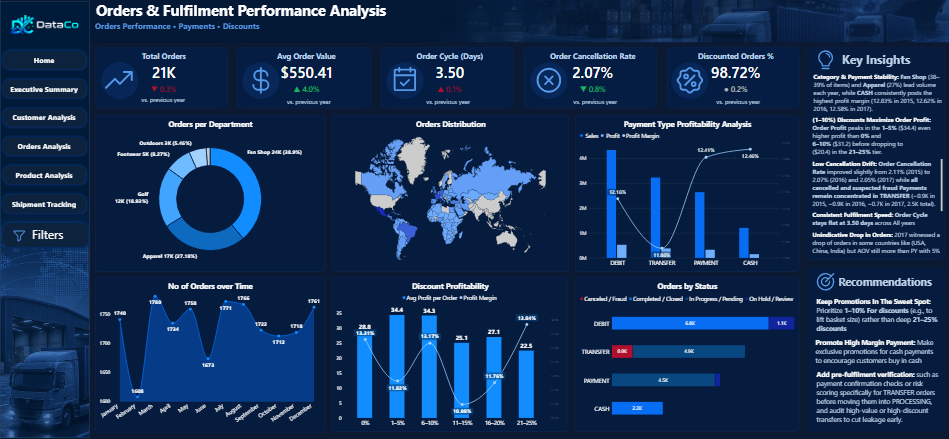 DataCo
Orders & Fulfilment Performance Analysis
Orders Performance • Payments • Discounts
Home
Executive Summary
Customer Analysis
Orders Analysis
Product Analysis
Shipment Tracking
Filters
Total Orders
21K
▼ 0.3%
vs. previous year
Avg Order Value
$550.41
▲ 4.0%
vs. previous year
Order Cycle (Days)
3.50
▲ 0.1%
vs. previous year
Order Cancellation Rate
2.07%
▼ 0.8%
vs. previous year
Discounted Orders %
98.72%
● 0.2%
vs. previous year
Orders per Department
Outdoors 3K (5.46%)
Footwear 5K (8.27%)
Golf
12K (18.83%)
Fan Shop 24K (38.9%)
Apparel 17K (27.18%)
Orders Distribution
Payment Type Profitability Analysis
Sales Profit Profit Margin
4M
3M
2M
1M
0M
12.16%
12.41%
12.46%
DEBIT
TRANSFER
PAYMENT
CASH
No of Orders over Time
1750
1700
1650
1600
1740
1600
1780
1734
1758
1673
1771
1766
1722
1712
1718
1761
January
February
March
April
May
June
July
August
September
October
November
December
Discount Profitability
Avg Profit per Order Profit Margin
35
30
25
20
15
10
5
0
28.8
34.4
34.3
25.1
27.1
22.5
13.31%
11.82%
13.17%
10.80%
11.76%
13.84%
0%
1–5%
6–10%
11–15%
16–20%
21–25%
Orders by Status
Canceled / Fraud Completed / Closed In Progress / Pending On Hold / Review
DEBIT
6.8K
TRANSFER
0.9K
4.9K
PAYMENT
4.5K
CASH
2.2K
Key Insights
Category & Payment Stability: Fan Shop (38–
39% of items) and Apparel (27%) lead volume
each year, while CASH consistently posts the
highest profit margin (12.83% in 2015, 12.62% in
2016, 12.58% in 2017).
(1–10%) Discounts Maximize Order Profit:
Order Profit peaks in the 1–5% ($34.4) even
higher profit than 0% and
6–10% ($31.2) before dropping to
($20.4) in the 21–25% tier.
Low Cancellation Drift: Order Cancellation
Rate improved slightly from 2.11% (2015) to
2.07% (2016) and 2.05% (2017) while all
cancelled and suspected fraud Payments
remain concentrated in TRANSFER (~0.9K in
2015, ~0.9K in 2016, ~0.7K in 2017, 2.5K total).
Consistent Fulfilment Speed: Order Cycle
stays flat at 3.50 days across All years
Unindicative Drop in Orders: 2017 witnessed a
drop of orders in some countries like (USA,
China, India) but AOV still more than PY with 5%
Recommendations
Keep Promotions In The Sweet Spot:
Prioritize 1–10% For discounts (e.g., to
lift basket size) rather than deep 21–25%
discounts
Promote High Margin Payment: Make
exclusive promotions for cash payments
to encourage customers buy in cash
Add pre-fulfilment verification: such as
payment confirmation checks or risk
scoring specifically for TRANSFER orders
before moving them into PROCESSING,
and audit high-value or high-discount
transfers to cut leakage early.